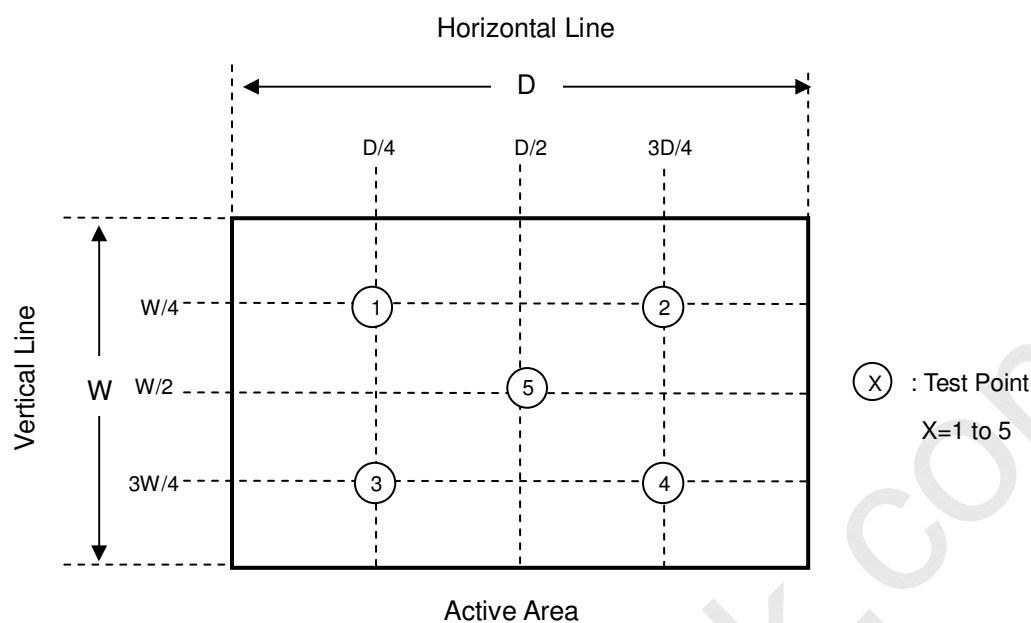 Horizontal Line
D
D/4 D/2 3D/4
W/4 1 2
Vertical Line
W W/2 5 X : Test Point
X=1 to 5
3W/4 3 4
Active Area